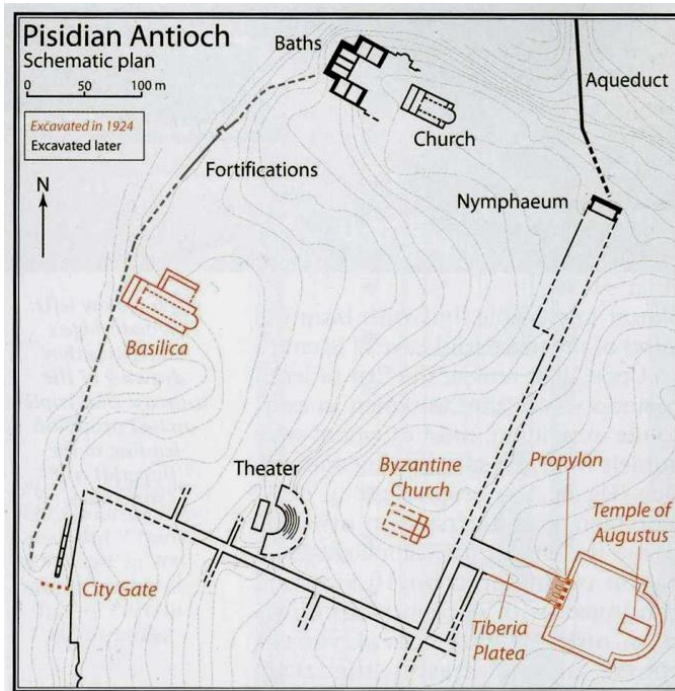 Pisidian Antioch
Schematic plan
0 50 100 m
Excavated in 1924
Excavated later
N
Baths
Church
Aqueduct
Fortifications
Nymphaeum
Basilica
Theater
Byzantine
Church
Propylon
Temple of
Augustus
City Gate
Tiberia
Platea